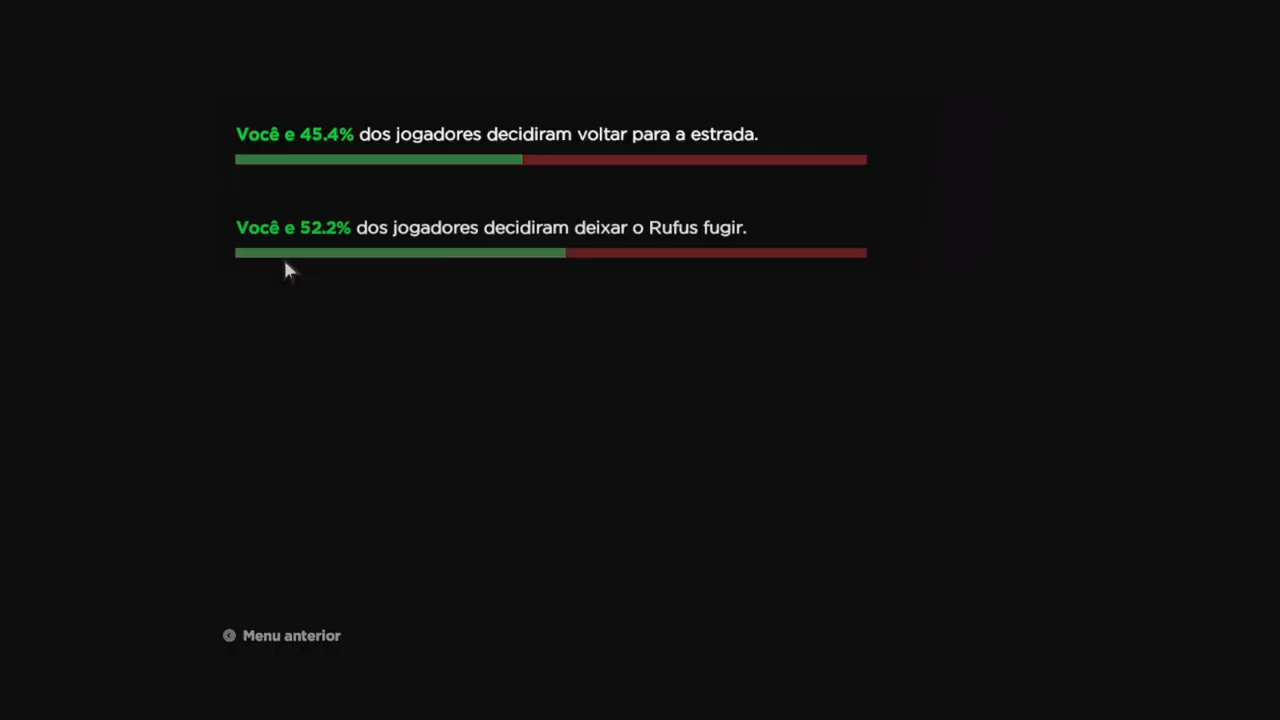 Você e 45.4% dos jogadores decidiram voltar para a estrada.
Você e 52.2% dos jogadores decidiram deixar o Rufus fugir.
Menu anterior